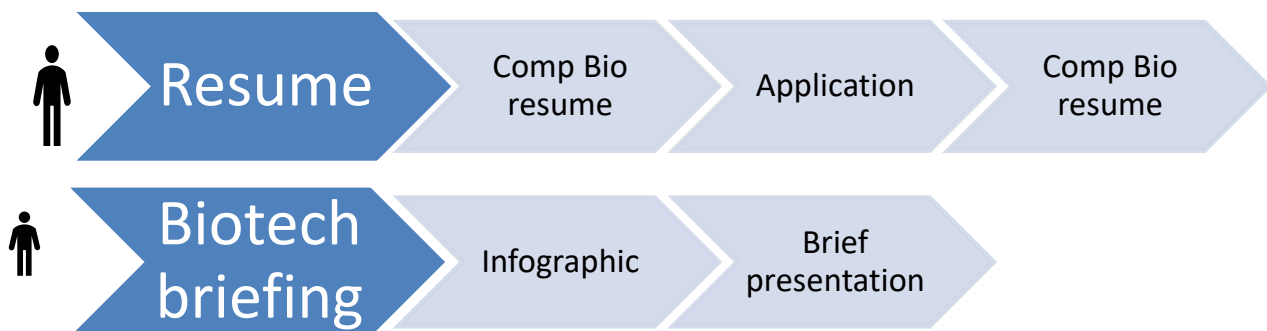 Resume
Comp Bio
resume
Application
Comp Bio
resume
Biotech
briefing
Infographic
Brief
presentation